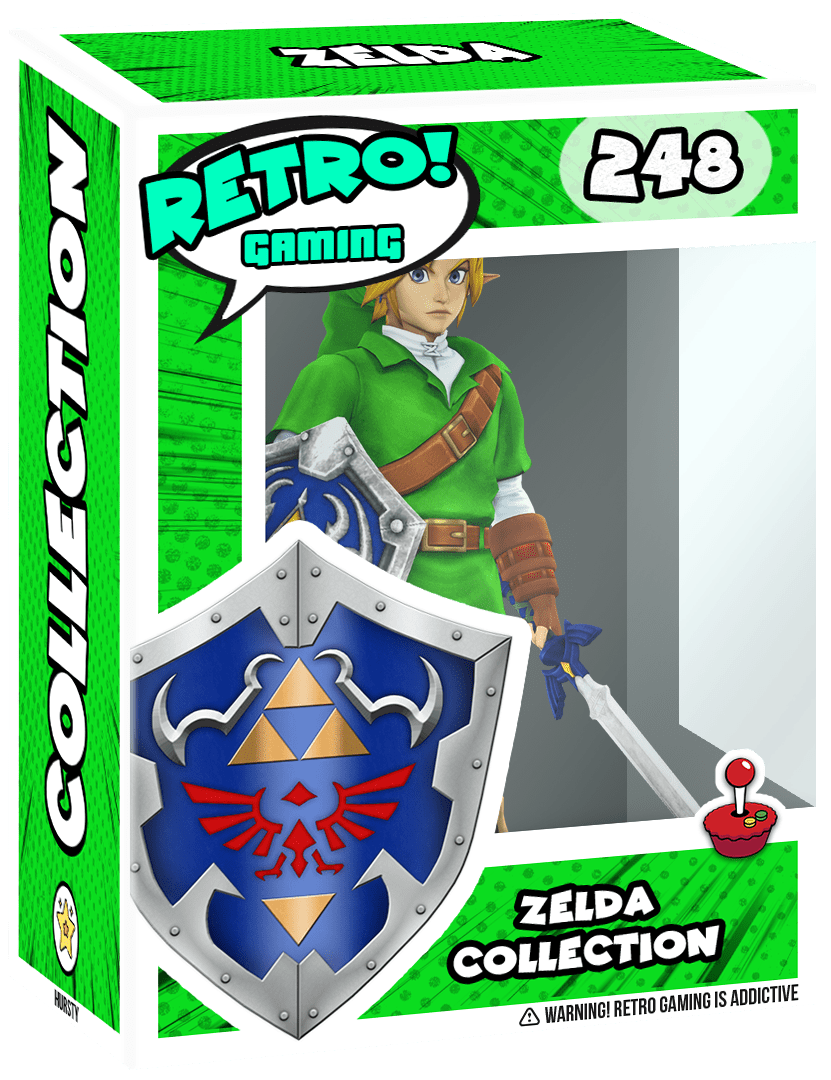 ZELDA
RETRO!
GAMING
248
COLLECTION
ZELDA
COLLECTION
HURSTY
⚠ WARNING! RETRO GAMING IS ADDICTIVE